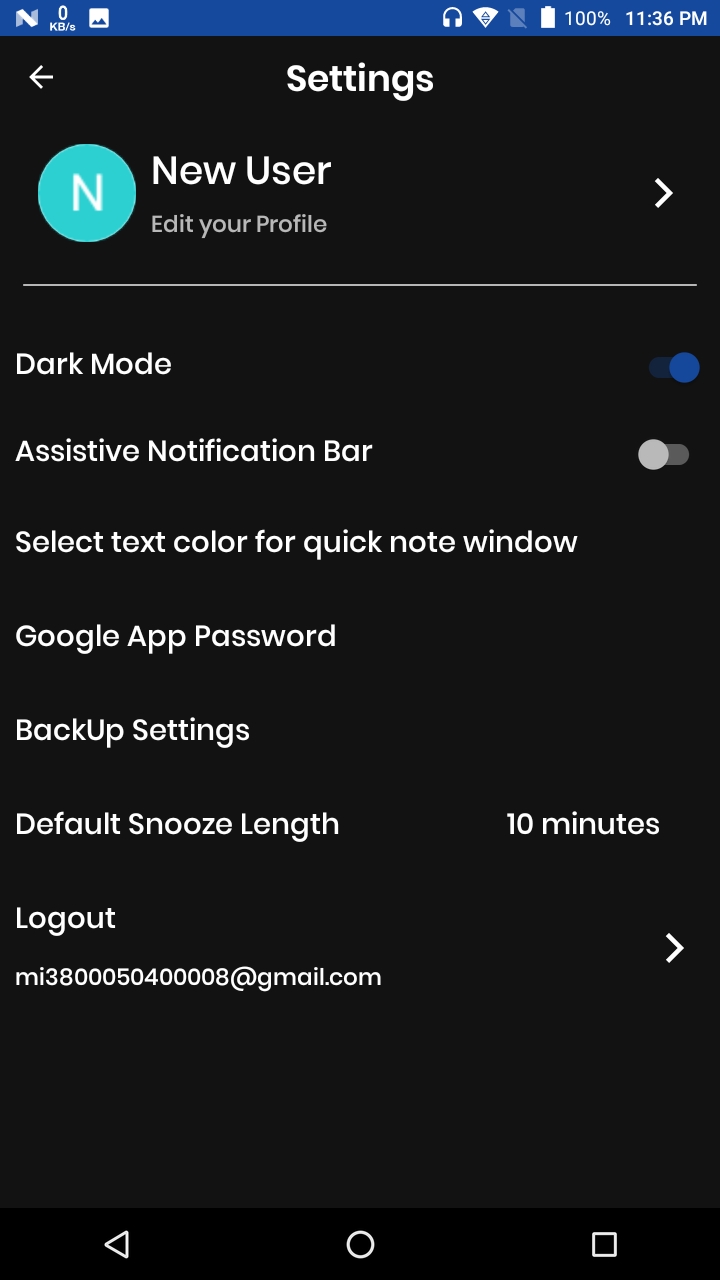 0
KB/s
100% 11:36 PM
Settings
N
New User
Edit your Profile
Dark Mode
Assistive Notification Bar
Select text color for quick note window
Google App Password
BackUp Settings
Default Snooze Length 10 minutes
Logout
mi3800050400008@gmail.com